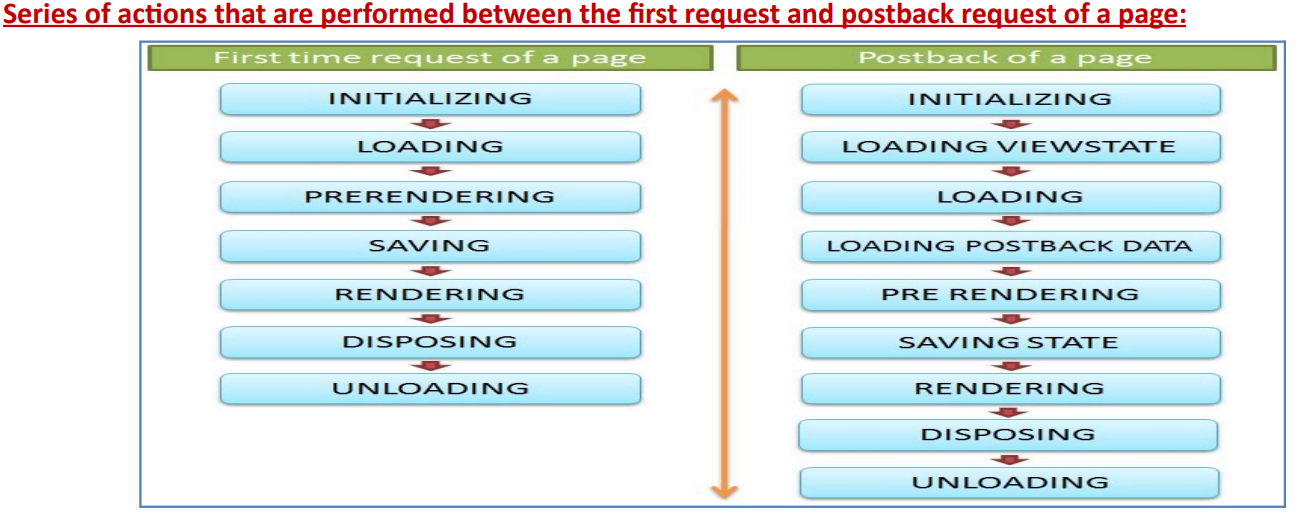 Series of actions that are performed between the first request and postback request of a page:
First time request of a page
INITIALIZING
LOADING
PRERENDERING
SAVING
RENDERING
DISPOSING
UNLOADING
Postback of a page
INITIALIZING
LOADING VIEWSTATE
LOADING
LOADING POSTBACK DATA
PRE RENDERING
SAVING STATE
RENDERING
DISPOSING
UNLOADING